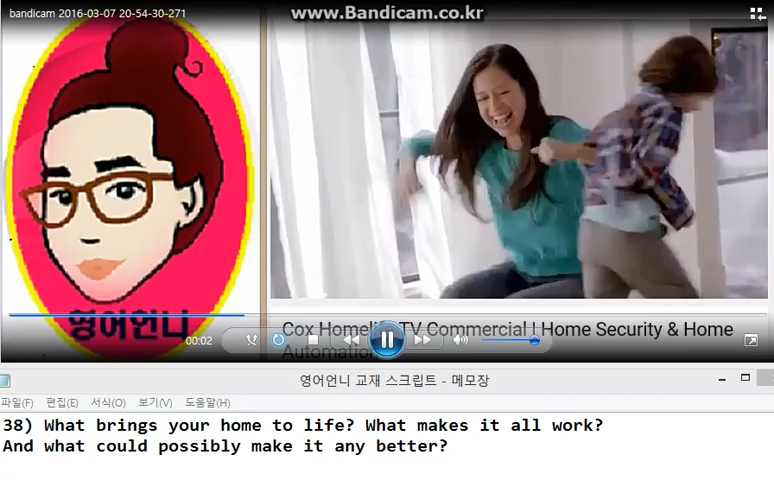 bandicam 2016-03-07 20-54-30-271
www.Bandicam.co.kr
영어언니
00:02
Cox Homelife TV Commercial | Home Security & Home
Automation
영어언니 교재 스크립트 - 메모장
파일(F) 편집(E) 서식(O) 보기(V) 도움말(H)
38) What brings your home to life? What makes it all work?
And what could possibly make it any better?